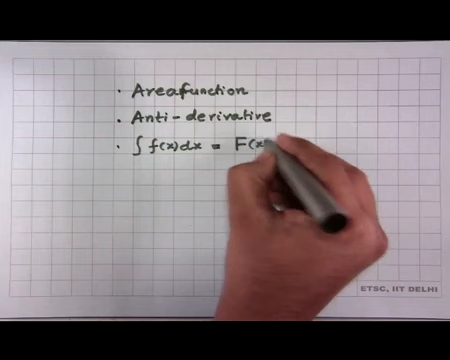 · Areafunction
· Anti-derivative
· ∫ f(x)dx = F(x
ETSC, IIT DELHI